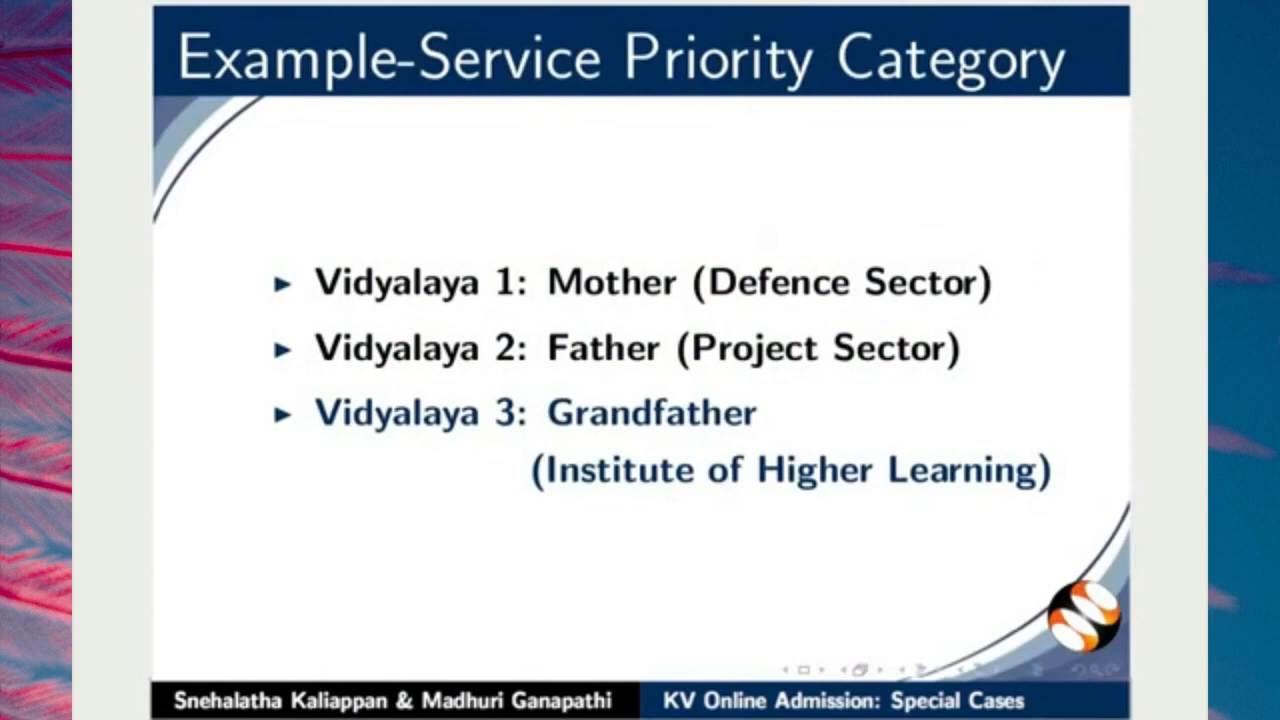 Example-Service Priority Category
Vidyalaya 1: Mother (Defence Sector)
Vidyalaya 2: Father (Project Sector)
Vidyalaya 3: Grandfather
(Institute of Higher Learning)
Snehalatha Kaliappan & Madhuri Ganapathi KV Online Admission: Special Cases